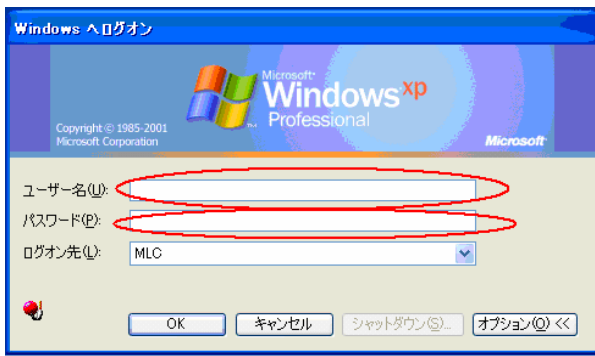 Windows へログオン
Microsoft
Windows xp
Professional
Copyright © 1985-2001
Microsoft Corporation
Microsoft
ユーザー名(U):
パスワード(P):
ログオン先(L): MLC
OK キャンセル シャットダウン(S)... オプション(O) <<